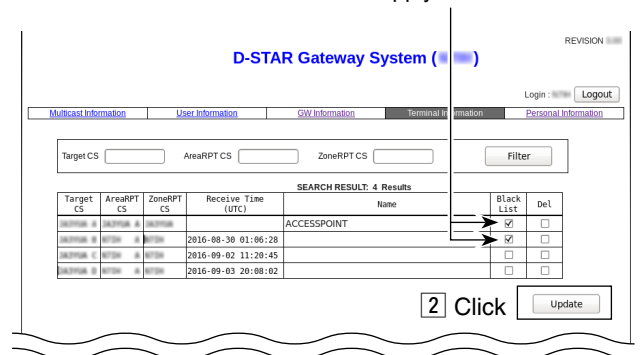 REVISION
D-STAR Gateway System ( )
Login : Logout
Multicast Information User Information GW Information Terminal Information Personal Information
Target CS AreaRPT CS ZoneRPT CS Filter
SEARCH RESULT: 4 Results
Target CS AreaRPT CS ZoneRPT CS Receive Time (UTC) Name Black List Del
ACCESSPOINT
2016-08-30 01:06:28
2016-09-02 11:20:45
2016-09-03 20:08:02
2 Click Update